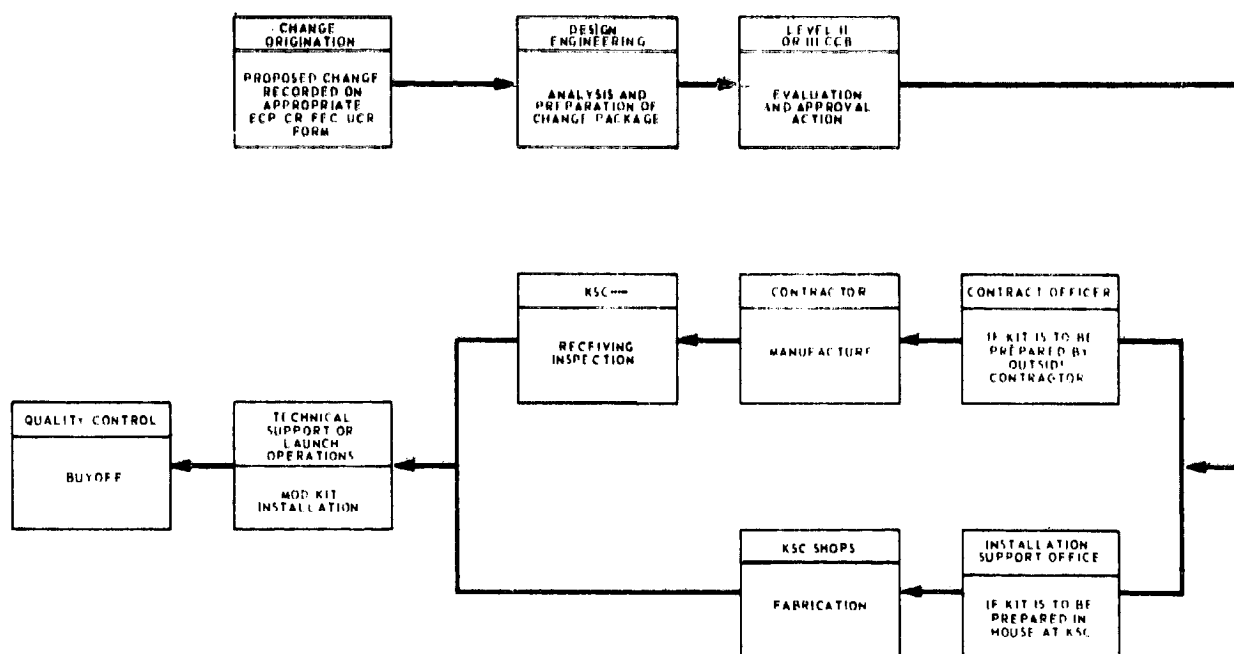 CHANGE
ORIGINATION
PROPOSED CHANGE
RECORDED ON
APPROPRIATE
ECP CR FEC UCR
FORM
DESIGN
ENGINEERING
ANALYSIS AND
PREPARATION OF
CHANGE PACKAGE
LEVEL II
OR III CCB
EVALUATION
AND APPROVAL
ACTION
KSC
RECEIVING
INSPECTION
CONTRACTOR
MANUFACTURE
CONTRACT OFFICER
IF KIT IS TO BE
PREPARED BY
OUTSIDE
CONTRACTOR
QUALITY CONTROL
BUYOFF
TECHNICAL
SUPPORT OR
LAUNCH
OPERATIONS
MOD KIT
INSTALLATION
KSC SHOPS
FABRICATION
INSTALLATION
SUPPORT OFFICE
IF KIT IS TO BE
PREPARED IN
HOUSE AT KSC